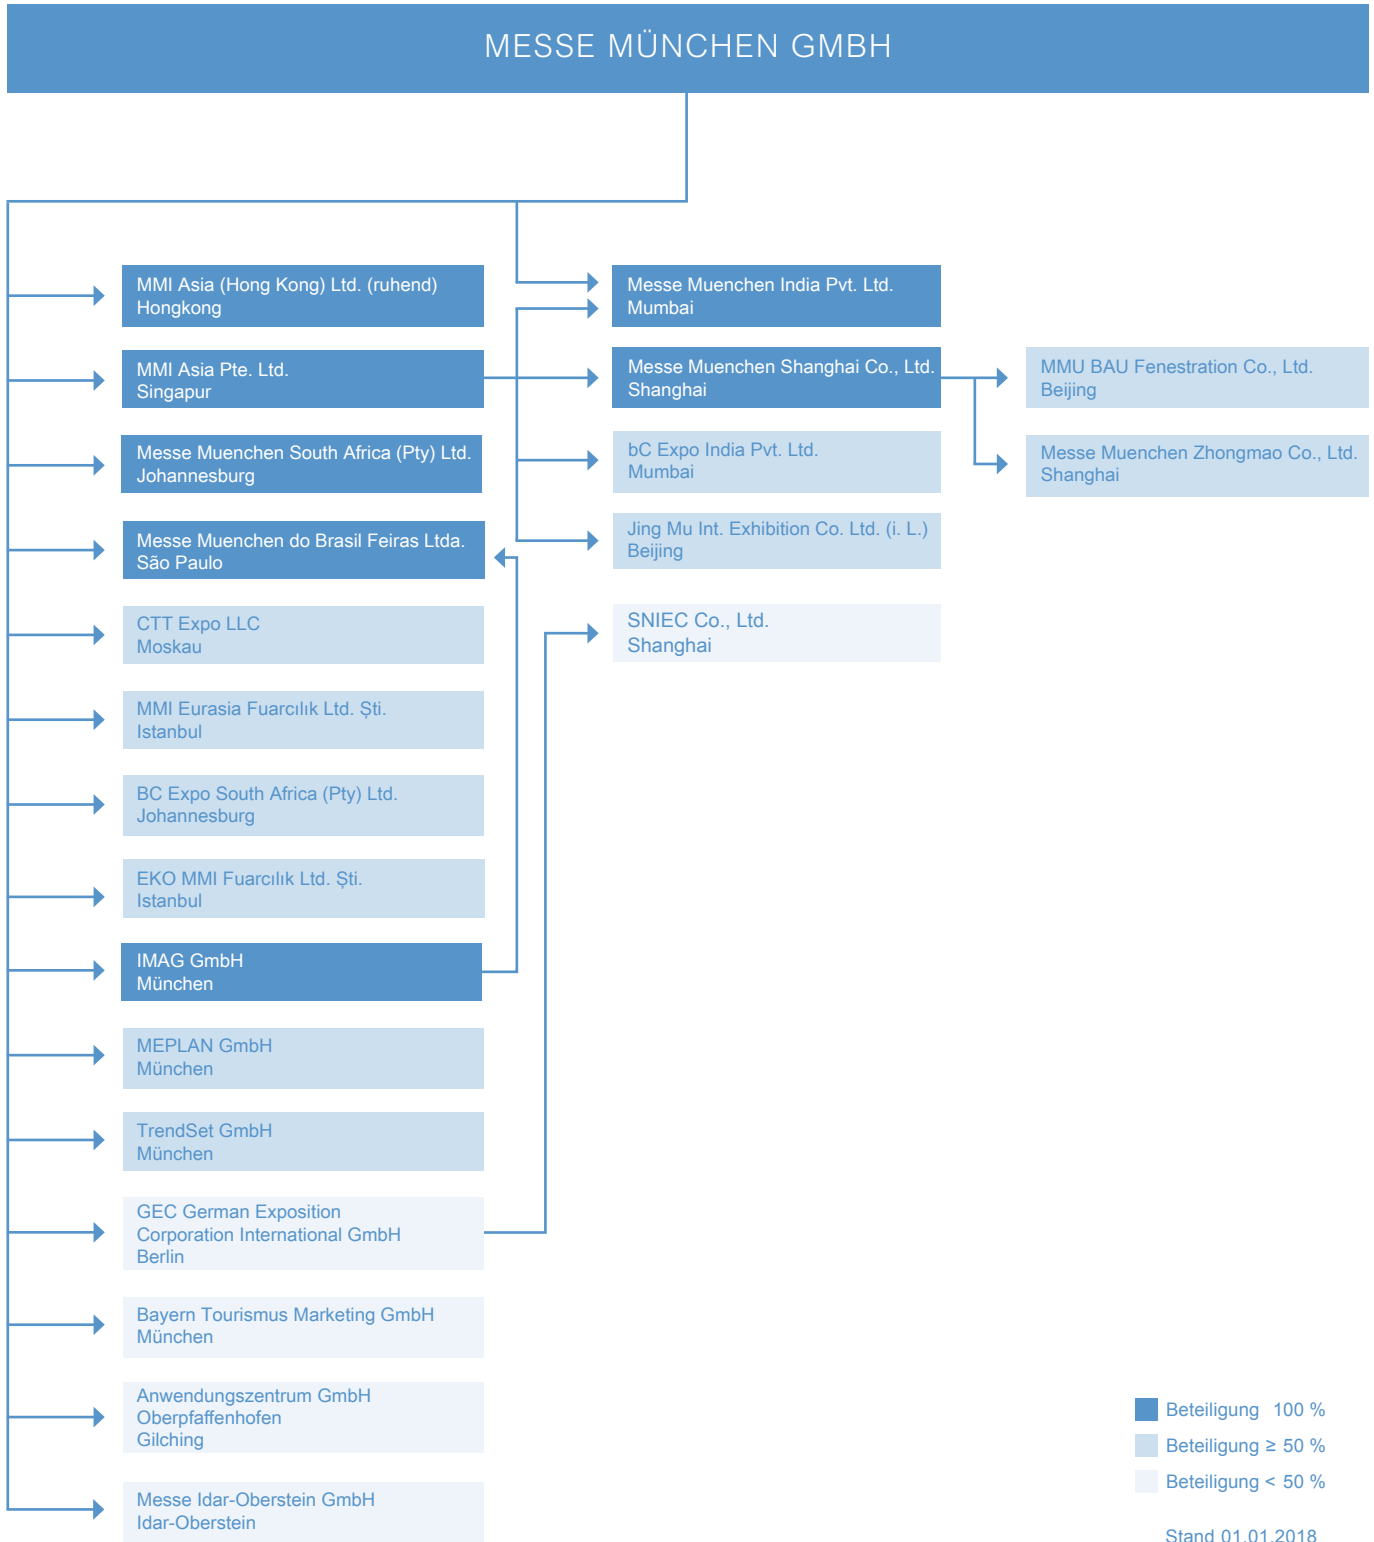 MESSE MÜNCHEN GMBH
MMI Asia (Hong Kong) Ltd. (ruhend)
Hongkong
MMI Asia Pte. Ltd.
Singapur
Messe Muenchen South Africa (Pty) Ltd.
Johannesburg
Messe Muenchen do Brasil Feiras Ltda.
São Paulo
CTT Expo LLC
Moskau
MMI Eurasia Fuarcılık Ltd. Şti.
Istanbul
BC Expo South Africa (Pty) Ltd.
Johannesburg
EKO MMI Fuarcılık Ltd. Şti.
Istanbul
IMAG GmbH
München
MEPLAN GmbH
München
TrendSet GmbH
München
GEC German Exposition
Corporation International GmbH
Berlin
Bayern Tourismus Marketing GmbH
München
Anwendungszentrum GmbH
Oberpfaffenhofen
Gilching
Messe Idar-Oberstein GmbH
Idar-Oberstein
Messe Muenchen India Pvt. Ltd.
Mumbai
Messe Muenchen Shanghai Co., Ltd.
Shanghai
bC Expo India Pvt. Ltd.
Mumbai
Jing Mu Int. Exhibition Co. Ltd. (i. L.)
Beijing
SNIEC Co., Ltd.
Shanghai
MMU BAU Fenestration Co., Ltd.
Beijing
Messe Muenchen Zhongmao Co., Ltd.
Shanghai
Beteiligung 100 %
Beteiligung ≥ 50 %
Beteiligung < 50 %
Stand 01.01.2018